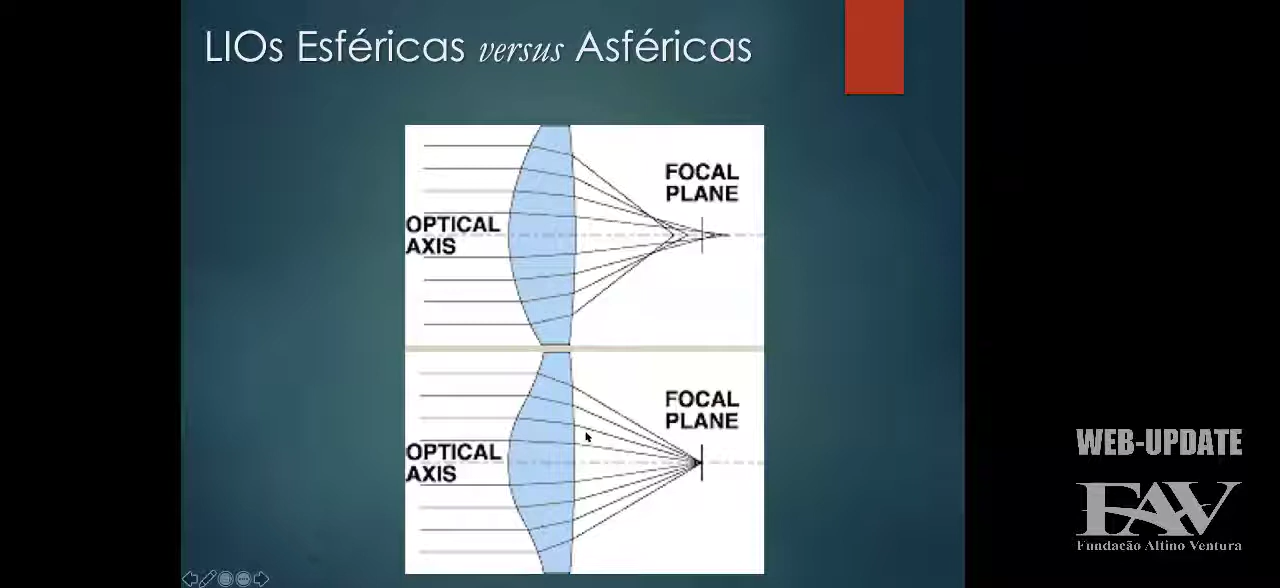 LIOs Esféricas versus Asféricas
FOCAL
PLANE
OPTICAL
AXIS
FOCAL
PLANE
OPTICAL
AXIS
WEB-UPDATE
FAV
Fundação Altino Ventura